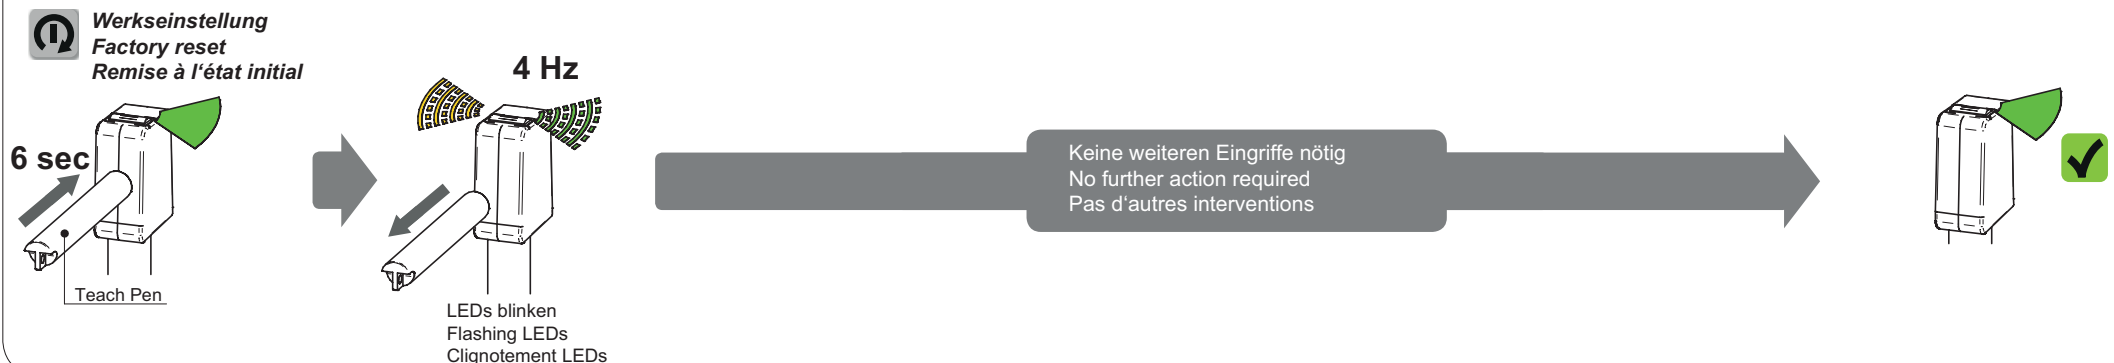 Werkseinstellung
Factory reset
Remise à l‘état initial
6 sec
Teach Pen
4 Hz
LEDs blinken
Flashing LEDs
Clignotement LEDs
Keine weiteren Eingriffe nötig
No further action required
Pas d‘autres interventions